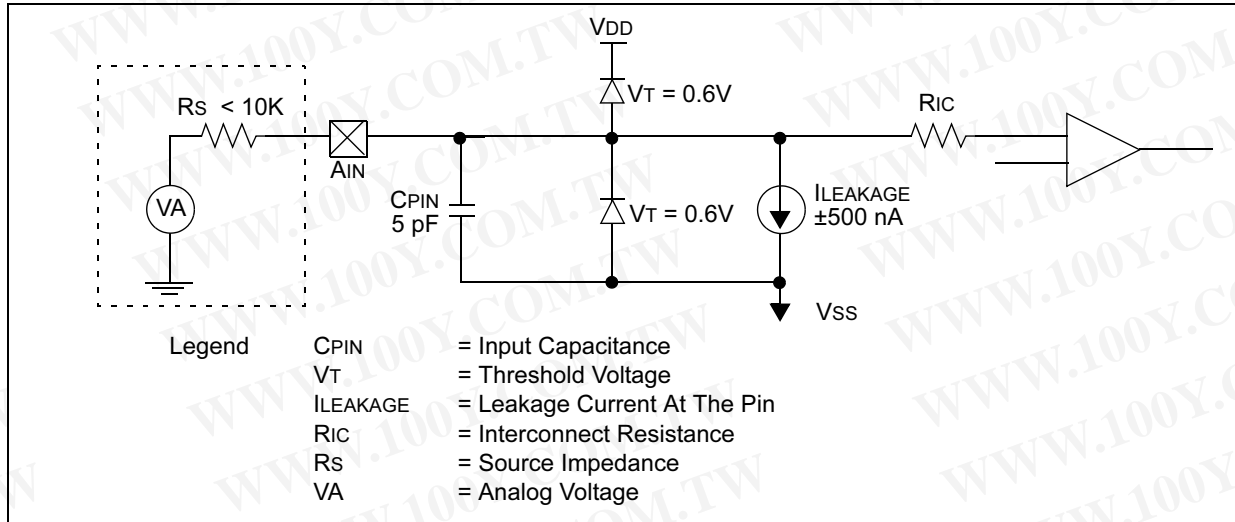 VDD
RS < 10K
VT = 0.6V
RIC
AIN
CPIN
5 pF
VT = 0.6V
ILEAKAGE
±500 nA
VA
VSS
Legend
CPIN = Input Capacitance
VT = Threshold Voltage
ILEAKAGE = Leakage Current At The Pin
RIC = Interconnect Resistance
RS = Source Impedance
VA = Analog Voltage
WWW.100Y.COM.TW